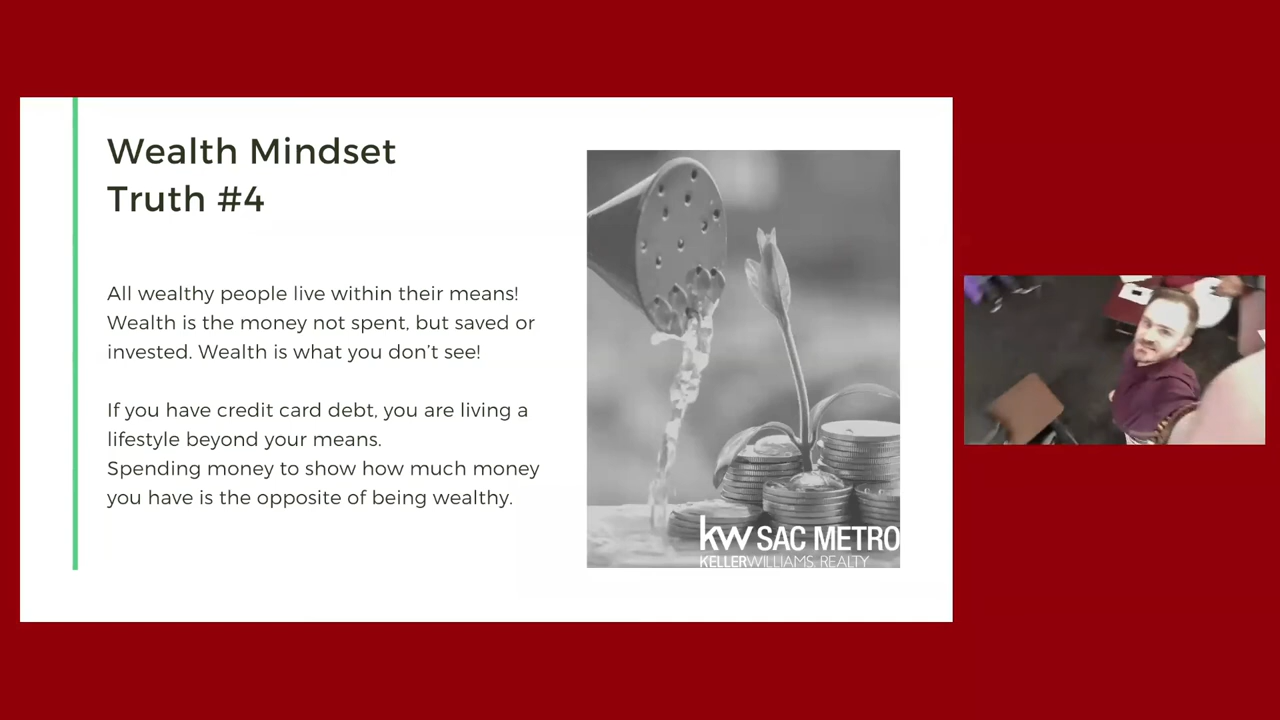 Wealth Mindset
Truth #4
All wealthy people live within their means!
Wealth is the money not spent, but saved or
invested. Wealth is what you don't see!
If you have credit card debt, you are living a
lifestyle beyond your means.
Spending money to show how much money
you have is the opposite of being wealthy.
kw SAC METRO
KELLERWILLIAMS. REALTY